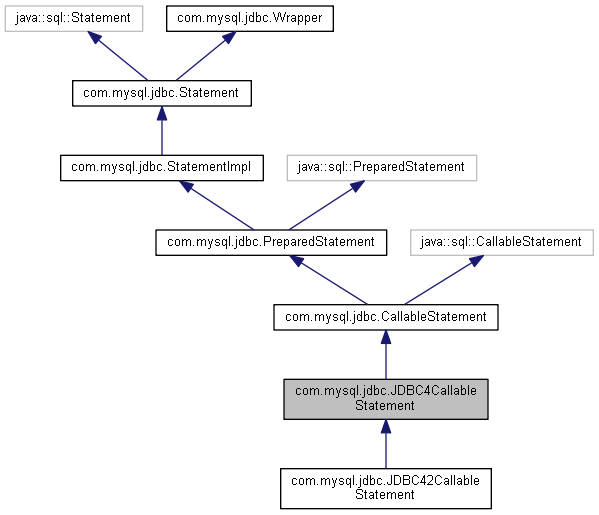 java::sql::Statement
com.mysql.jdbc.Wrapper
com.mysql.jdbc.Statement
com.mysql.jdbc.StatementImpl
java::sql::PreparedStatement
com.mysql.jdbc.PreparedStatement
java::sql::CallableStatement
com.mysql.jdbc.CallableStatement
com.mysql.jdbc.JDBC4Callable
Statement
com.mysql.jdbc.JDBC42Callable
Statement